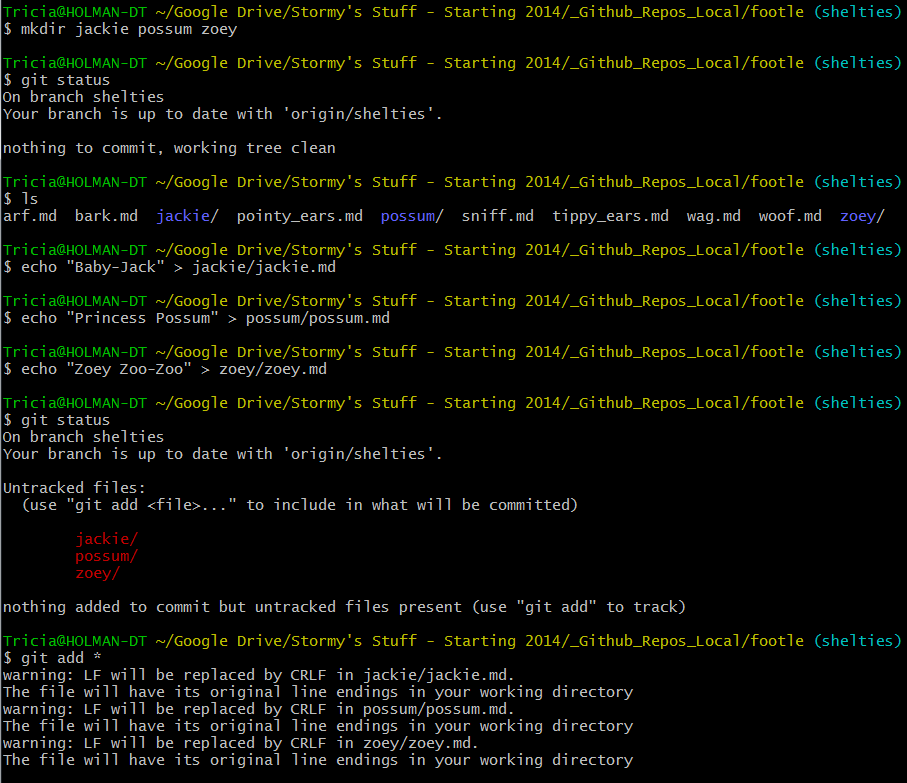 Tricia@HOLMAN-DT ~/Google Drive/Stormy's Stuff - Starting 2014/_Github_Repos_Local/footle (shelties)
$ mkdir jackie possum zoey

Tricia@HOLMAN-DT ~/Google Drive/Stormy's Stuff - Starting 2014/_Github_Repos_Local/footle (shelties)
$ git status
On branch shelties
Your branch is up to date with 'origin/shelties'.

nothing to commit, working tree clean

Tricia@HOLMAN-DT ~/Google Drive/Stormy's Stuff - Starting 2014/_Github_Repos_Local/footle (shelties)
$ ls
arf.md  bark.md  jackie/  pointy_ears.md  possum/  sniff.md  tippy_ears.md  wag.md  woof.md  zoey/

Tricia@HOLMAN-DT ~/Google Drive/Stormy's Stuff - Starting 2014/_Github_Repos_Local/footle (shelties)
$ echo "Baby-Jack" > jackie/jackie.md

Tricia@HOLMAN-DT ~/Google Drive/Stormy's Stuff - Starting 2014/_Github_Repos_Local/footle (shelties)
$ echo "Princess Possum" > possum/possum.md

Tricia@HOLMAN-DT ~/Google Drive/Stormy's Stuff - Starting 2014/_Github_Repos_Local/footle (shelties)
$ echo "Zoey Zoo-Zoo" > zoey/zoey.md

Tricia@HOLMAN-DT ~/Google Drive/Stormy's Stuff - Starting 2014/_Github_Repos_Local/footle (shelties)
$ git status
On branch shelties
Your branch is up to date with 'origin/shelties'.

Untracked files:
  (use "git add <file>..." to include in what will be committed)

        jackie/
        possum/
        zoey/

nothing added to commit but untracked files present (use "git add" to track)

Tricia@HOLMAN-DT ~/Google Drive/Stormy's Stuff - Starting 2014/_Github_Repos_Local/footle (shelties)
$ git add *
warning: LF will be replaced by CRLF in jackie/jackie.md.
The file will have its original line endings in your working directory
warning: LF will be replaced by CRLF in possum/possum.md.
The file will have its original line endings in your working directory
warning: LF will be replaced by CRLF in zoey/zoey.md.
The file will have its original line endings in your working directory